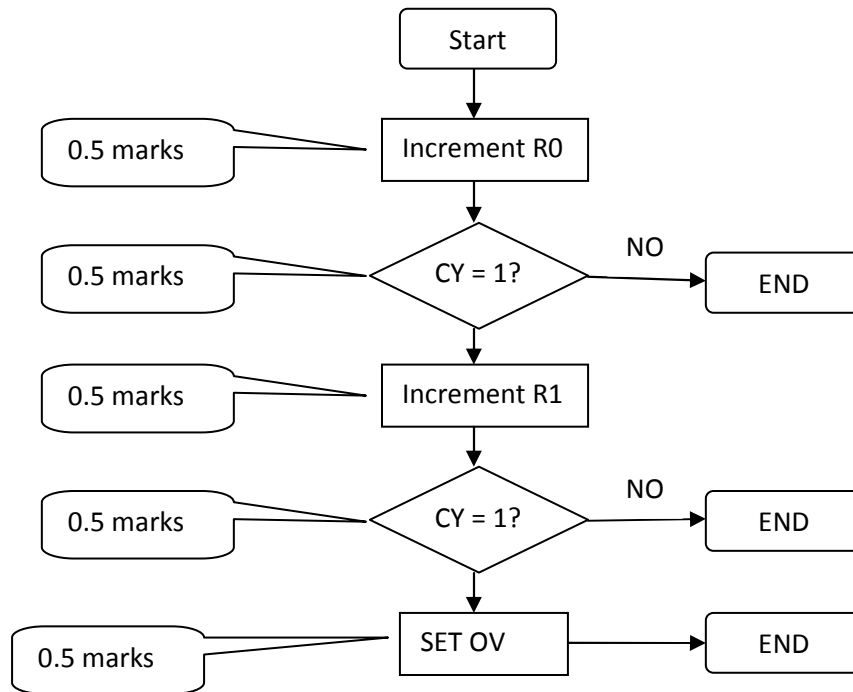 Start
0.5 marks
Increment R0
0.5 marks
CY = 1?
NO
END
0.5 marks
Increment R1
0.5 marks
CY = 1?
NO
END
0.5 marks
SET OV
END